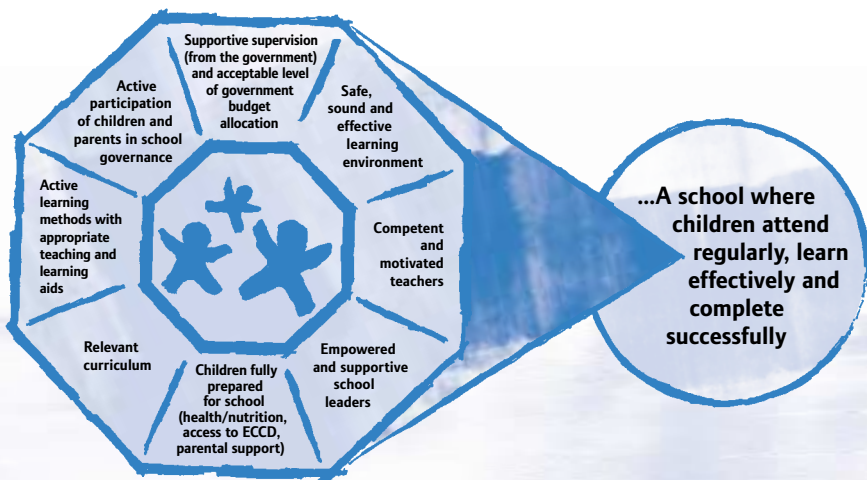 Supportive supervision
(from the government)
and acceptable level
of government
budget
allocation
Safe,
sound and
effective
learning
environment
Competent
and
motivated
teachers
Empowered
and supportive
school
leaders
Children fully
prepared
for school
(health/nutrition,
access to ECCD,
parental support)
Relevant
curriculum
Active
learning
methods with
appropriate
teaching and
learning
aids
Active
participation
of children and
parents in school
governance
...A school where
children attend
regularly, learn
effectively and
complete
successfully